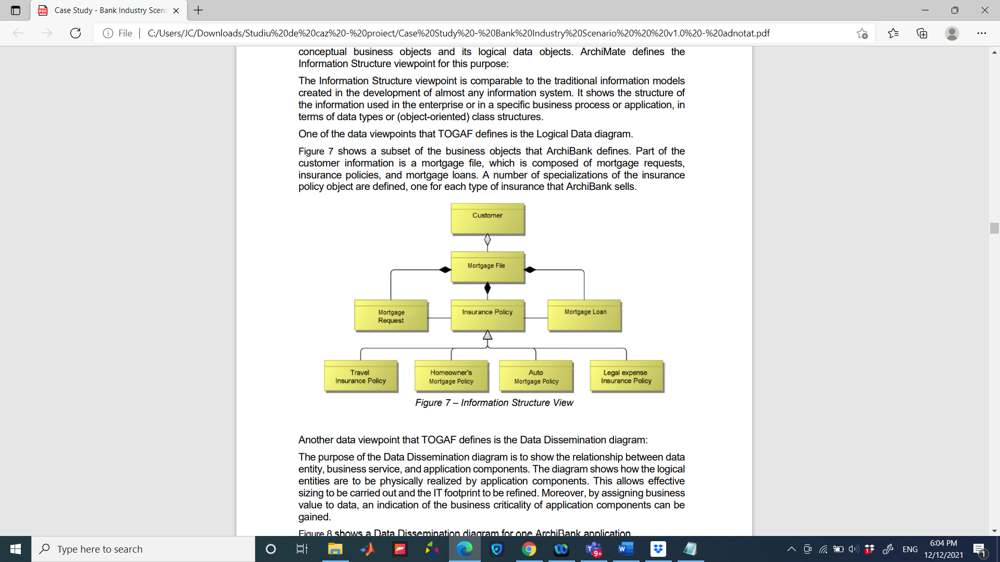 Case Study - Bank Industry Scen
File
C:/Users/JC/Downloads/Studiu%20de%20caz%20-%20proiect/Case%20Study%20-%20Bank%20Industry%20Scenario%20%20%20v1.0%20-%20adnotat.pdf
conceptual business objects and its logical data objects. ArchiMate defines the
Information Structure viewpoint for this purpose:
The Information Structure viewpoint is comparable to the traditional information models
created in the development of almost any information system. It shows the structure of
the information used in the enterprise or in a specific business process or application, in
terms of data types or (object-oriented) class structures.
One of the data viewpoints that TOGAF defines is the Logical Data diagram.
Figure 7 shows a subset of the business objects that ArchiBank defines. Part of the
customer information is a mortgage file, which is composed of mortgage requests,
insurance policies, and mortgage loans. A number of specializations of the insurance
policy object are defined, one for each type of insurance that ArchiBank sells.
Customer
Mortgage File
Mortgage
Request
Insurance Policy
Mortgage Loan
Travel
Insurance Policy
Homeowner's
Mortgage Policy
Auto
Mortgage Policy
Legal expense
Insurance Policy
Figure 7 – Information Structure View
Another data viewpoint that TOGAF defines is the Data Dissemination diagram:
The purpose of the Data Dissemination diagram is to show the relationship between data
entity, business service, and application components. The diagram shows how the logical
entities are to be physically realized by application components. This allows effective
sizing to be carried out and the IT footprint to be refined. Moreover, by assigning business
value to data, an indication of the business criticality of application components can be
gained.
Figure 8 shows a Data Dissemination diagram for one ArchiBank application.
Type here to search
9+
W
1
ENG
6:04 PM
12/12/2021
1